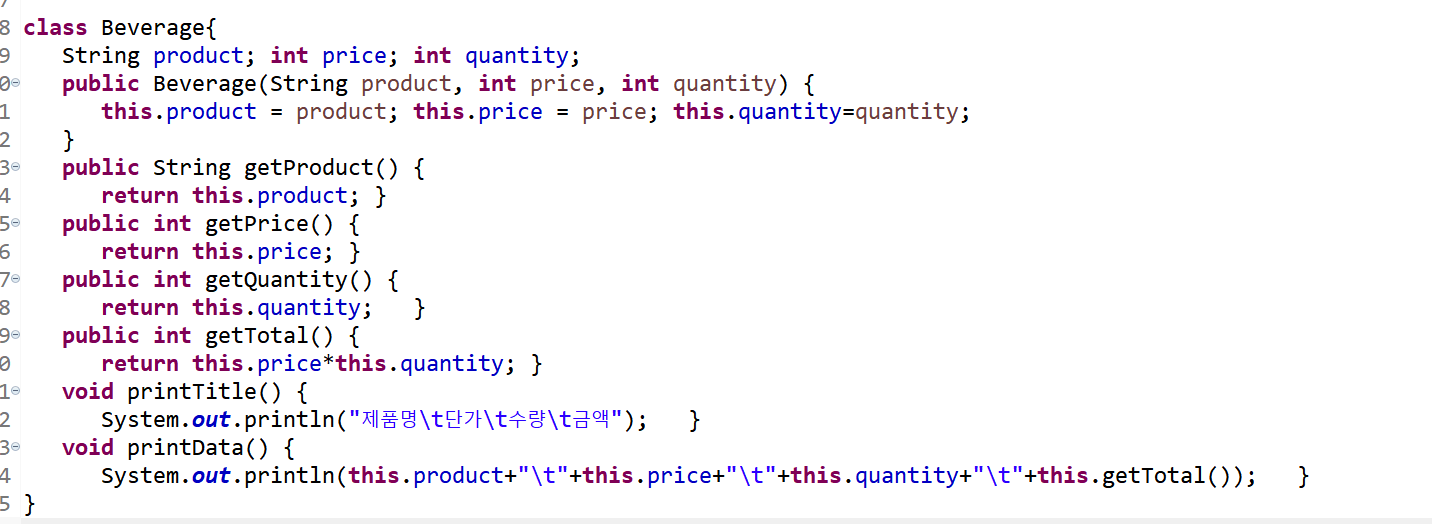 8 class Beverage{
9 String product; int price; int quantity;
0 public Beverage(String product, int price, int quantity) {
1 this.product = product; this.price = price; this.quantity=quantity;
2 }
3 public String getProduct() {
4 return this.product; }
5 public int getPrice() {
6 return this.price; }
7 public int getQuantity() {
8 return this.quantity; }
9 public int getTotal() {
0 return this.price*this.quantity; }
1 void printTitle() {
2 System.out.println("제품명\t단가\t수량\t금액"); }
3 void printData() {
4 System.out.println(this.product+"\t"+this.price+"\t"+this.quantity+"\t"+this.getTotal()); }
5 }